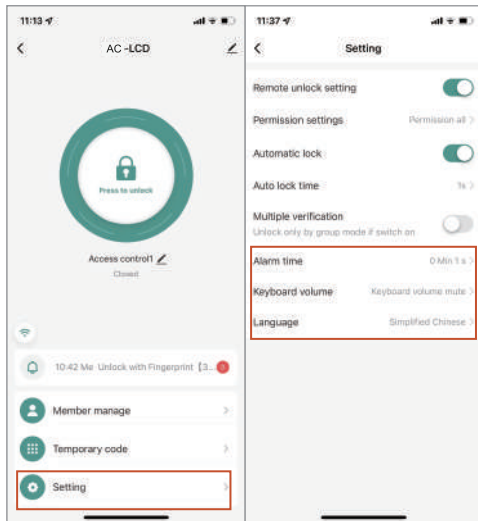 11:13
AC -LCD
Press to unlock
Access control1
Closed
10:42 Me Unlock with Fingerprint【3...
Member manage
Temporary code
Setting
11:37
Setting
Remote unlock setting
Permission settings
Permission all
Automatic lock
Auto lock time
1s
Multiple verification
Unlock only by group mode if switch on
Alarm time
0 Min 1 s
Keyboard volume
Keyboard volume mute
Language
Simplified Chinese